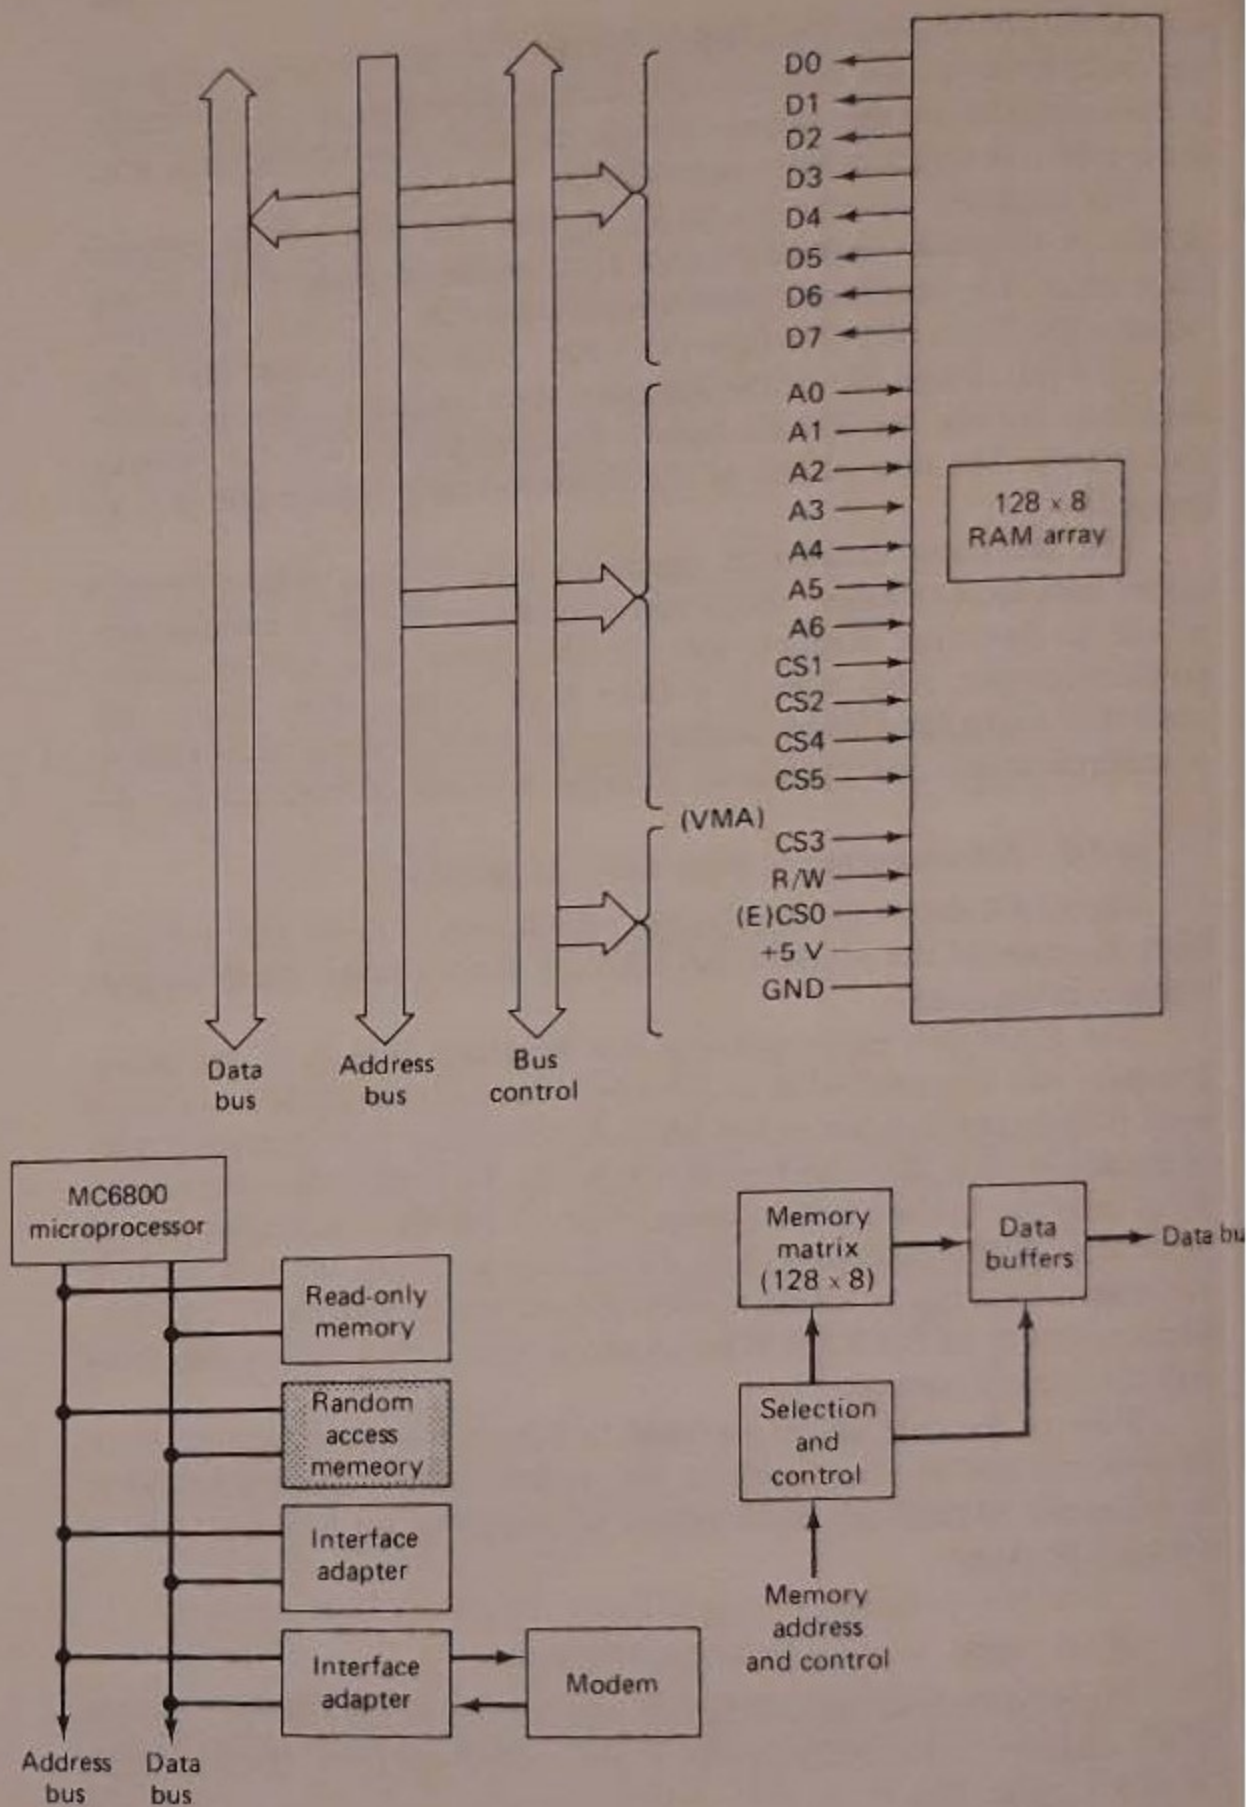 D0
D1
D2
D3
D4
D5
D6
D7
A0
A1
A2
A3
A4
A5
A6
CS1
CS2
CS4
CS5
(VMA)
CS3
R/W
(E)CS0
+5 V
GND
128 × 8
RAM array
Data
bus
Address
bus
Bus
control
MC6800
microprocessor
Read-only
memory
Random
access
memeory
Interface
adapter
Interface
adapter
Modem
Address
bus
Data
bus
Memory
matrix
(128 × 8)
Data
buffers
Data bu
Selection
and
control
Memory
address
and control